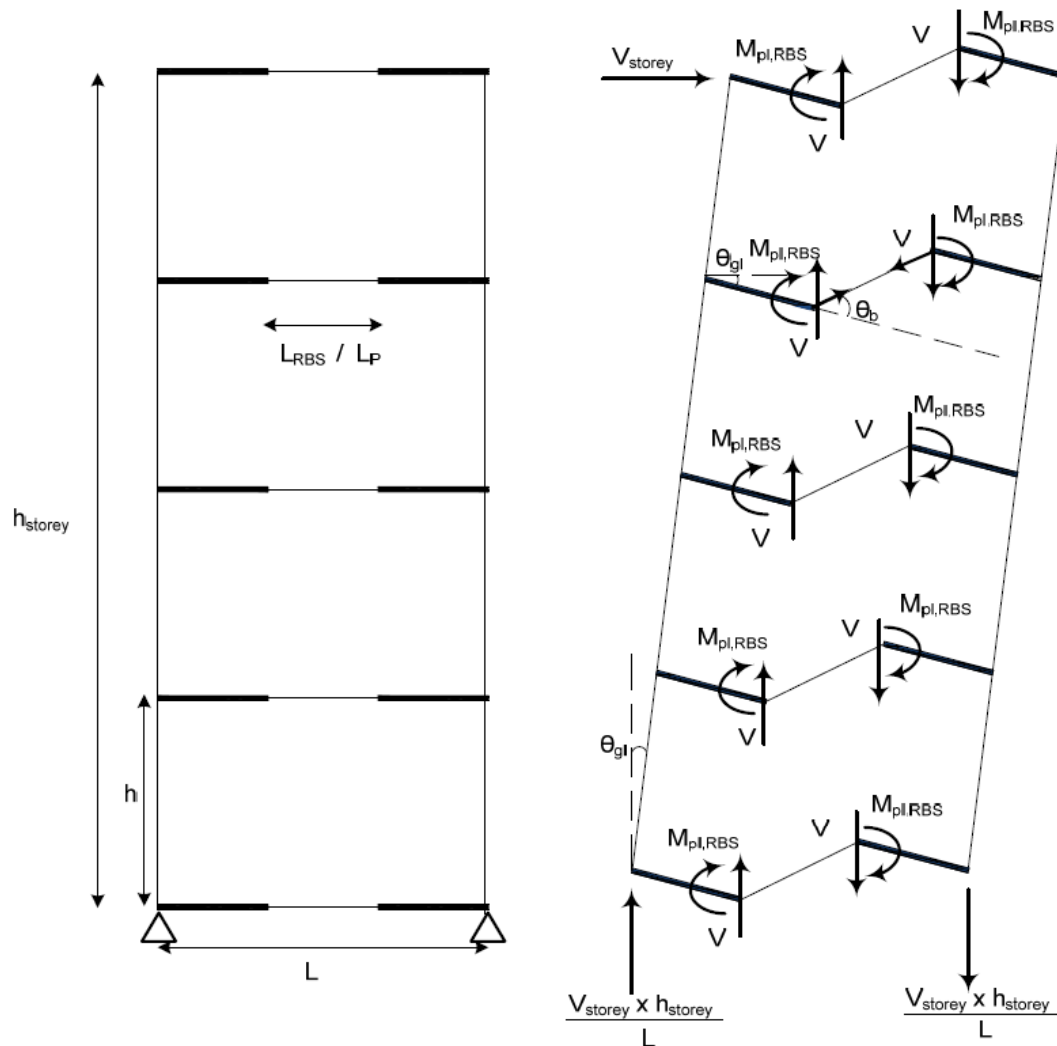 h_storey
L_RBS / L_P
h
L
V_storey
M_pl,RBS
V
V
M_pl,RBS
θ_gl
M_pl,RBS
V
V
M_pl,RBS
θ_b
M_pl,RBS
V
V
M_pl,RBS
M_pl,RBS
V
V
M_pl,RBS
θ_gl
M_pl,RBS
V
V
M_pl,RBS
V_storey x h_storey
L
V_storey x h_storey
L